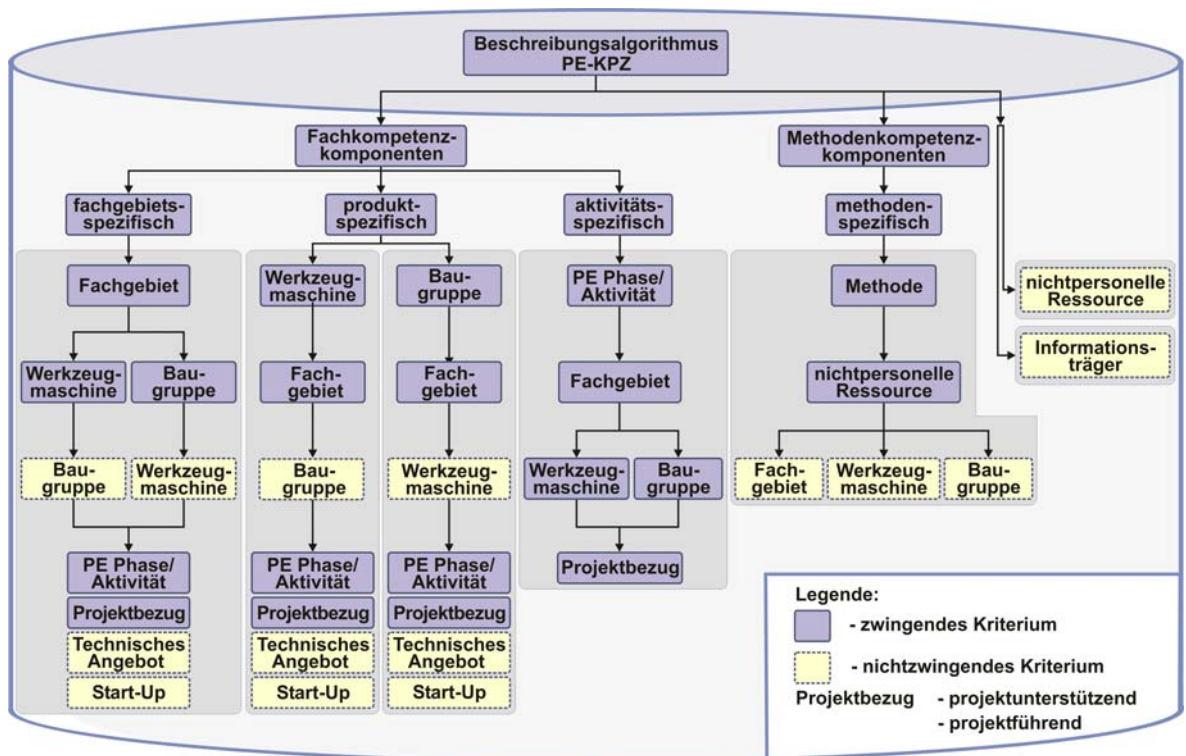 Beschreibungsalgorithmus
PE-KPZ
Fachkompetenz-
komponenten
Methodenkompetenz-
komponenten
fachgebiets-
spezifisch
produkt-
spezifisch
aktivitäts-
spezifisch
methoden-
spezifisch
Fachgebiet
Werkzeug-
maschine
Bau-
gruppe
Fach-
gebiet
Werkzeug-
maschine
Bau-
gruppe
Werkzeug-
maschine
Bau-
gruppe
PE Phase/
Aktivität
Projektbezug
Technisches
Angebot
Start-Up
Werkzeug-
maschine
Fach-
gebiet
Bau-
gruppe
PE Phase/
Aktivität
Projektbezug
Technisches
Angebot
Start-Up
Bau-
gruppe
Werkzeug-
maschine
PE Phase/
Aktivität
Projektbezug
Technisches
Angebot
Start-Up
PE Phase/
Aktivität
Fachgebiet
Werkzeug-
maschine
Bau-
gruppe
Projektbezug
Methode
nichtpersonelle
Ressource
Fach-
gebiet
Werkzeug-
maschine
Bau-
gruppe
nichtpersonelle
Ressource
Informations-
träger
Legende:
- zwingendes Kriterium
- nichtzwingendes Kriterium
Projektbezug - projektunterstützend
- projektführend